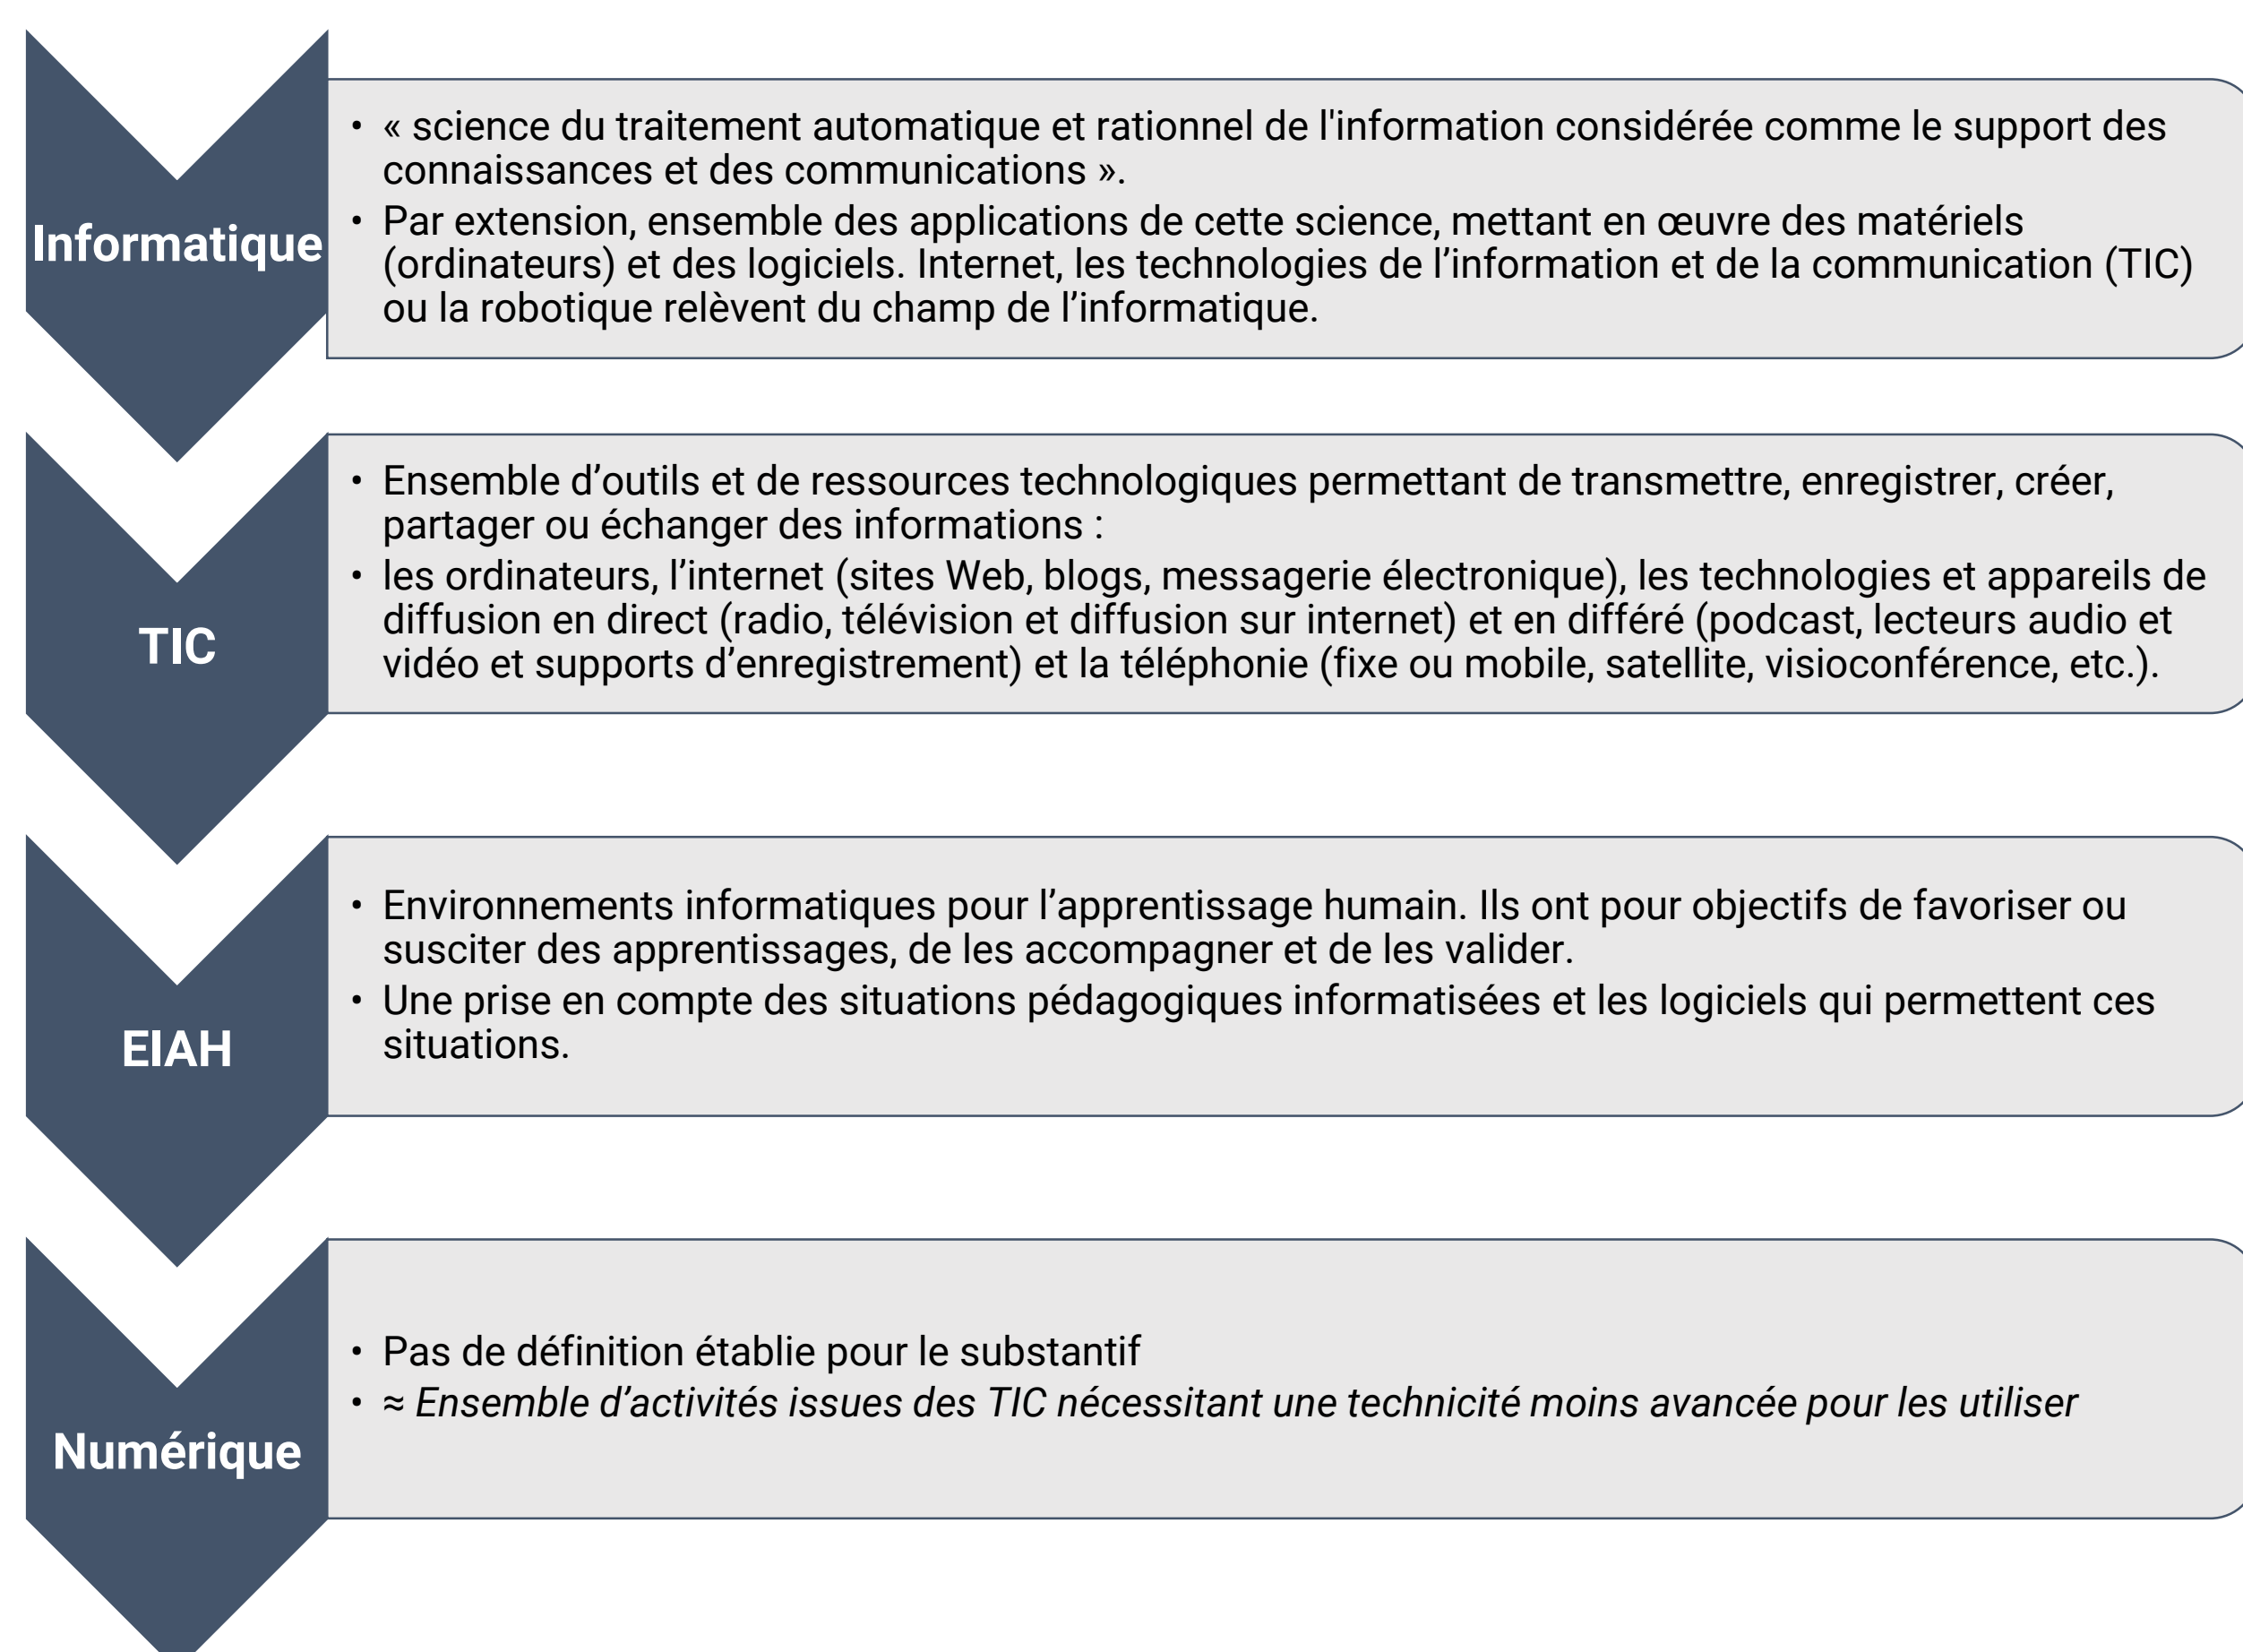 Informatique
• « science du traitement automatique et rationnel de l'information considérée comme le support des
connaissances et des communications ».
• Par extension, ensemble des applications de cette science, mettant en œuvre des matériels
(ordinateurs) et des logiciels. Internet, les technologies de l’information et de la communication (TIC)
ou la robotique relèvent du champ de l’informatique.
TIC
• Ensemble d’outils et de ressources technologiques permettant de transmettre, enregistrer, créer,
partager ou échanger des informations :
• les ordinateurs, l’internet (sites Web, blogs, messagerie électronique), les technologies et appareils de
diffusion en direct (radio, télévision et diffusion sur internet) et en différé (podcast, lecteurs audio et
vidéo et supports d’enregistrement) et la téléphonie (fixe ou mobile, satellite, visioconférence, etc.).
EIAH
• Environnements informatiques pour l’apprentissage humain. Ils ont pour objectifs de favoriser ou
susciter des apprentissages, de les accompagner et de les valider.
• Une prise en compte des situations pédagogiques informatisées et les logiciels qui permettent ces
situations.
Numérique
• Pas de définition établie pour le substantif
• ≈ Ensemble d’activités issues des TIC nécessitant une technicité moins avancée pour les utiliser